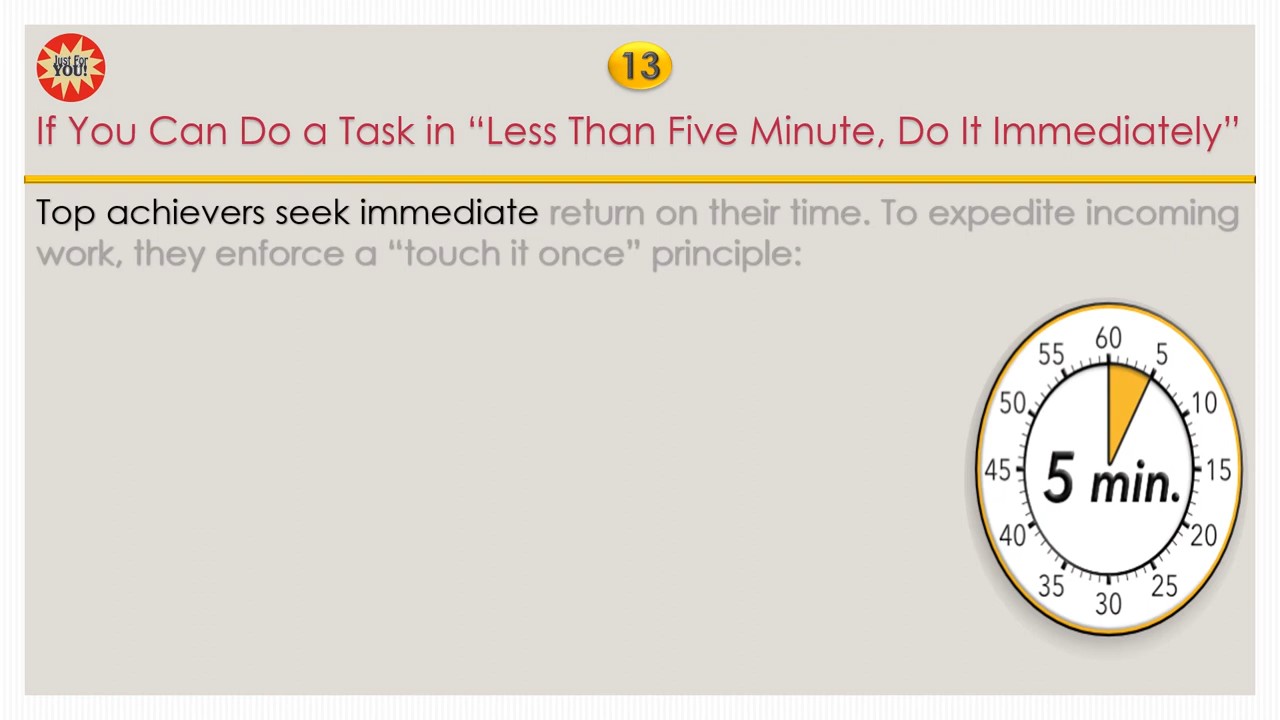 Just For
YOU!
13
If You Can Do a Task in “Less Than Five Minute, Do It Immediately”
Top achievers seek immediate return on their time. To expedite incoming
work, they enforce a “touch it once” principle:
60
55 5
50 10
45 5 min. 15
40 20
35 25
30